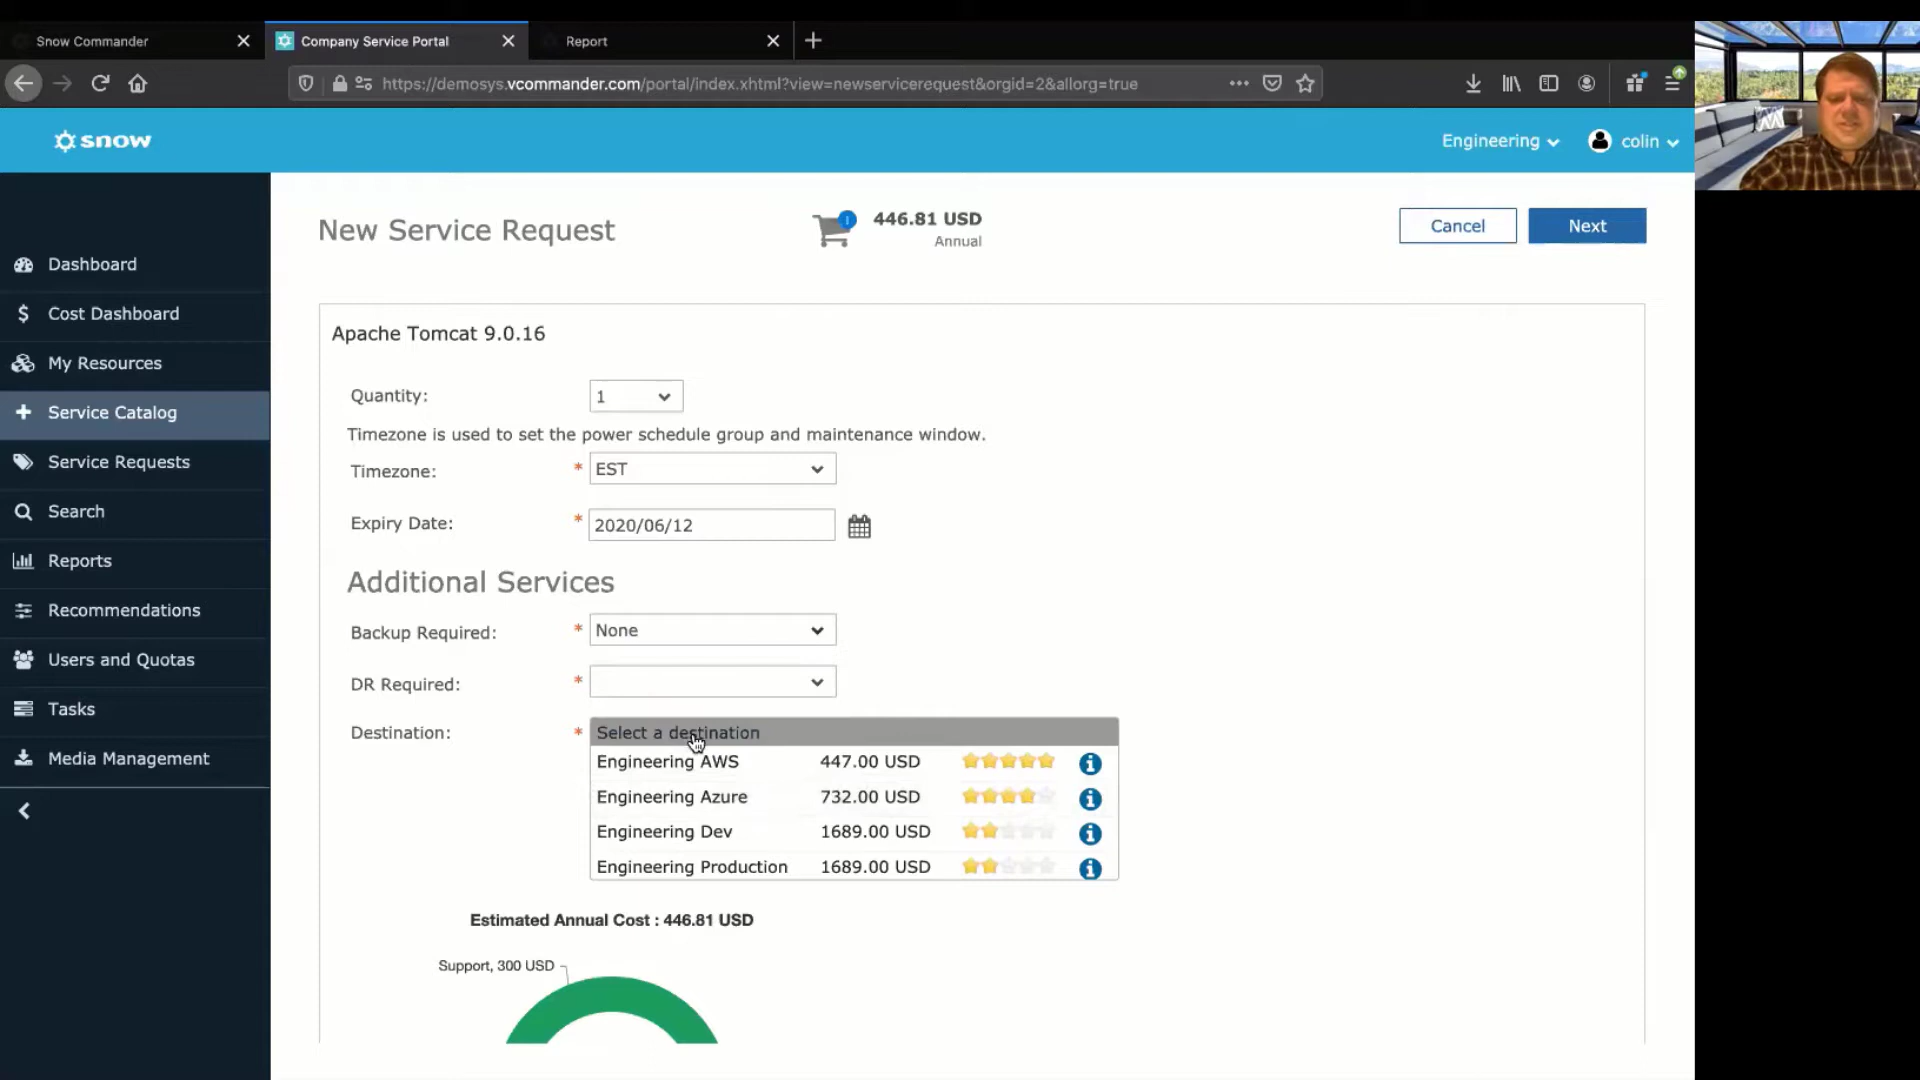 Snow Commander
Company Service Portal
Report
https://demosys.vcommander.com/portal/index.xhtml?view=newservicerequest&orgid=2&allorg=true
snow
Engineering
colin
Dashboard
Cost Dashboard
My Resources
Service Catalog
Service Requests
Search
Reports
Recommendations
Users and Quotas
Tasks
Media Management
New Service Request
446.81 USD
Annual
Cancel
Next
Apache Tomcat 9.0.16
Quantity: 1
Timezone is used to set the power schedule group and maintenance window.
Timezone: * EST
Expiry Date: * 2020/06/12
Additional Services
Backup Required: * None
DR Required: *
Destination: * Select a destination
Engineering AWS 447.00 USD
Engineering Azure 732.00 USD
Engineering Dev 1689.00 USD
Engineering Production 1689.00 USD
Estimated Annual Cost : 446.81 USD
Support, 300 USD